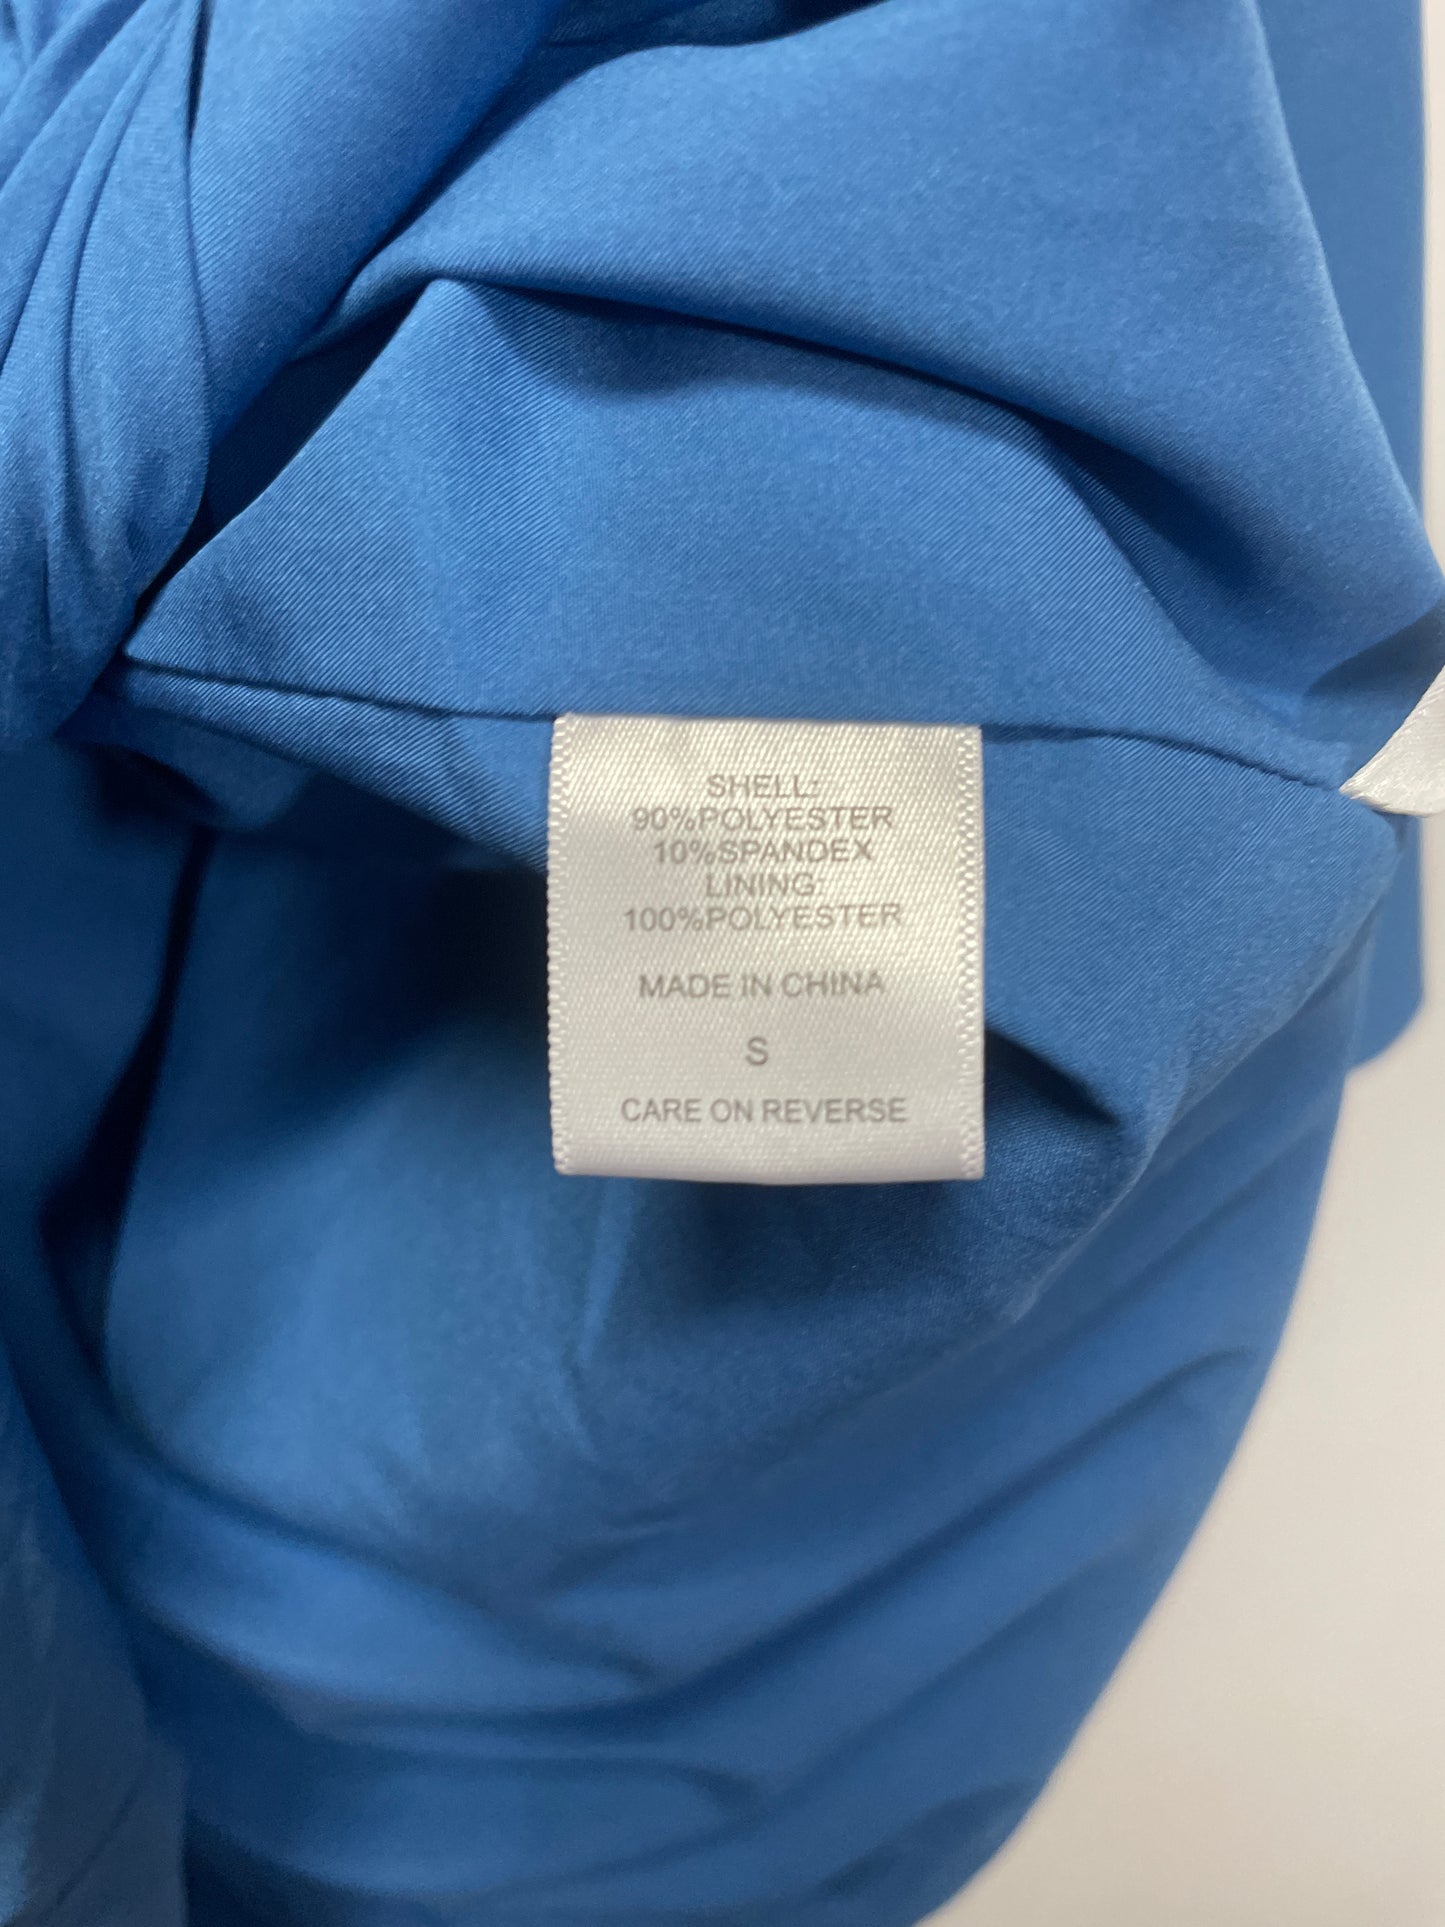 SHELL:
90%POLYESTER
10%SPANDEX
LINING:
100%POLYESTER
MADE IN CHINA
S
CARE ON REVERSE